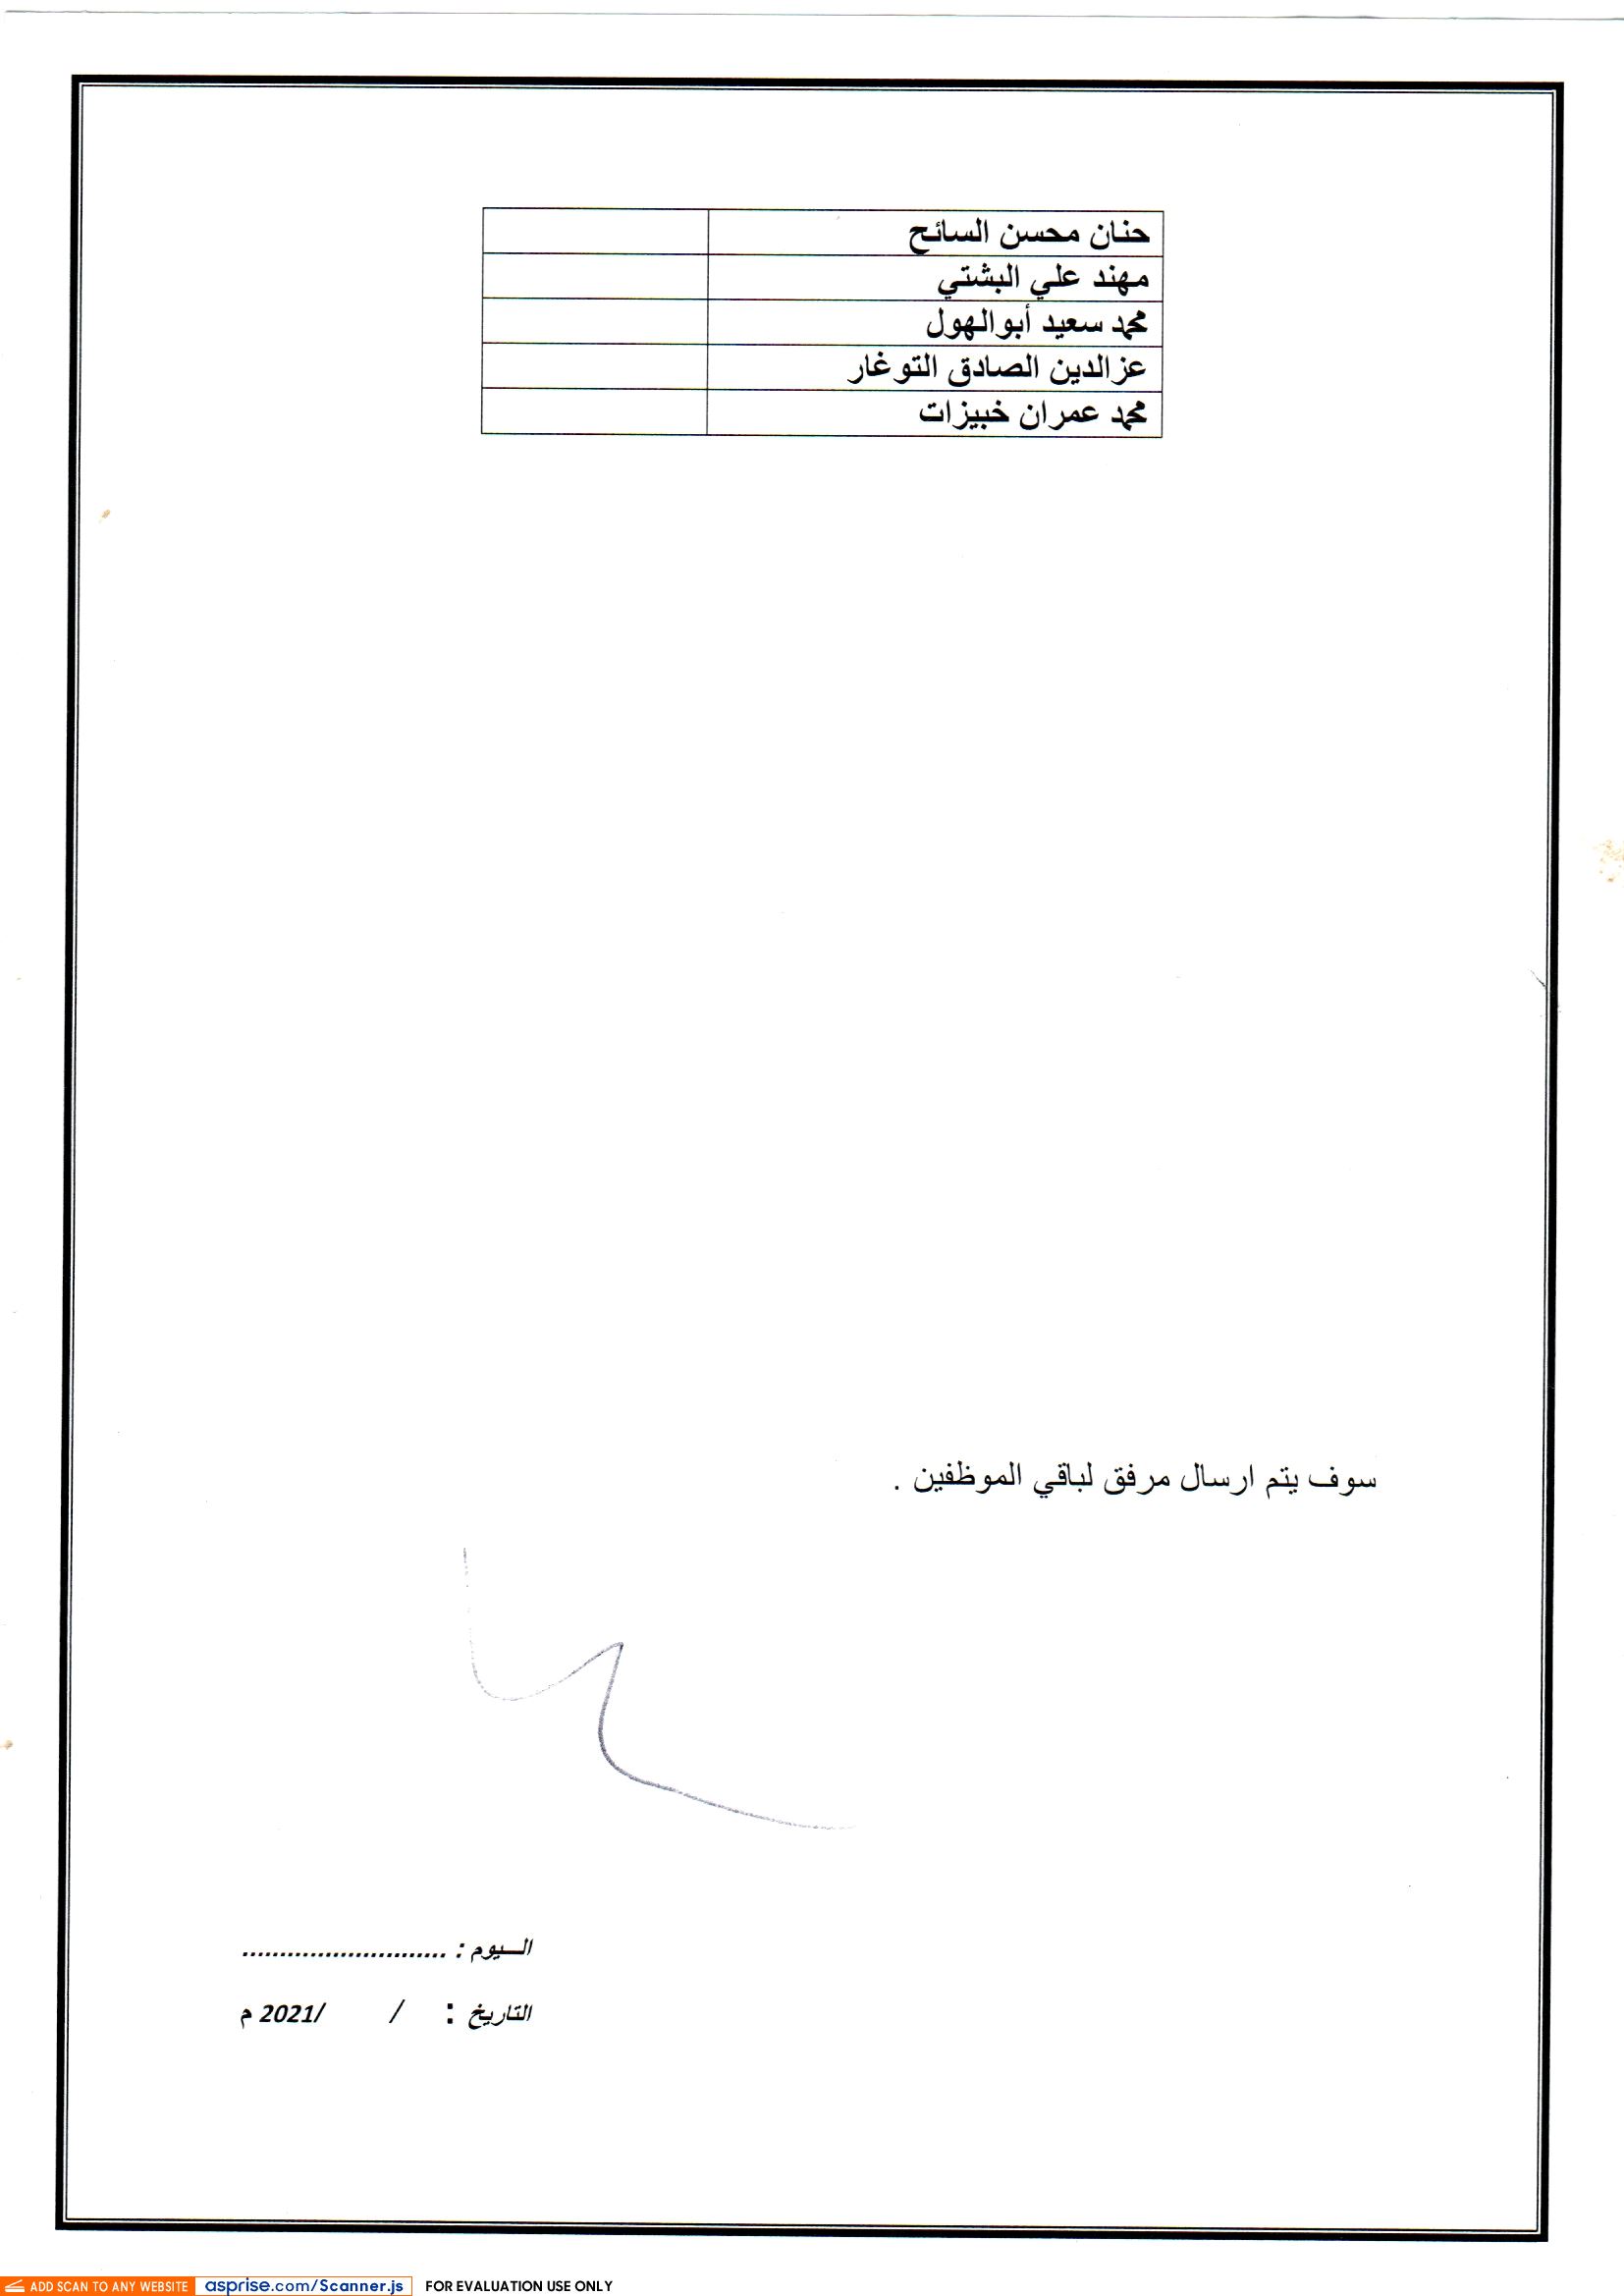 حنان محسن السائح
مهند علي البشتي
محمد سعيد أبوالهول
عزالدين الصادق التوغار
محمد عمران خبيزات
سوف يتم ارسال مرفق لباقي الموظفين .
اليوم : ...........................
التاريخ : / /2021 م
ADD SCAN TO ANY WEBSITE asprise.com/Scanner.js FOR EVALUATION USE ONLY